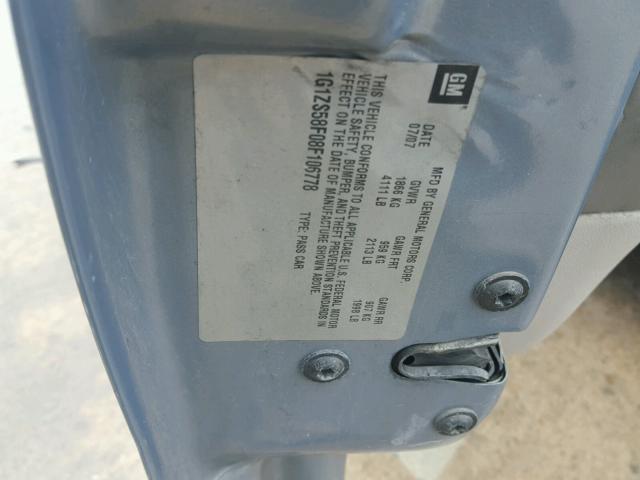 GM
MFD BY GENERAL MOTORS CORP.
DATE GVWR GAWR FRT GAWR RR
07/07 1866 KG 959 KG 907 KG
4111 LB 2113 LB 1998 LB
THIS VEHICLE CONFORMS TO ALL APPLICABLE U.S. FEDERAL MOTOR
VEHICLE SAFETY, BUMPER, AND THEFT PREVENTION STANDARDS IN
EFFECT ON THE DATE OF MANUFACTURE SHOWN ABOVE.
1G1ZS58F08F106778 TYPE: PASS CAR